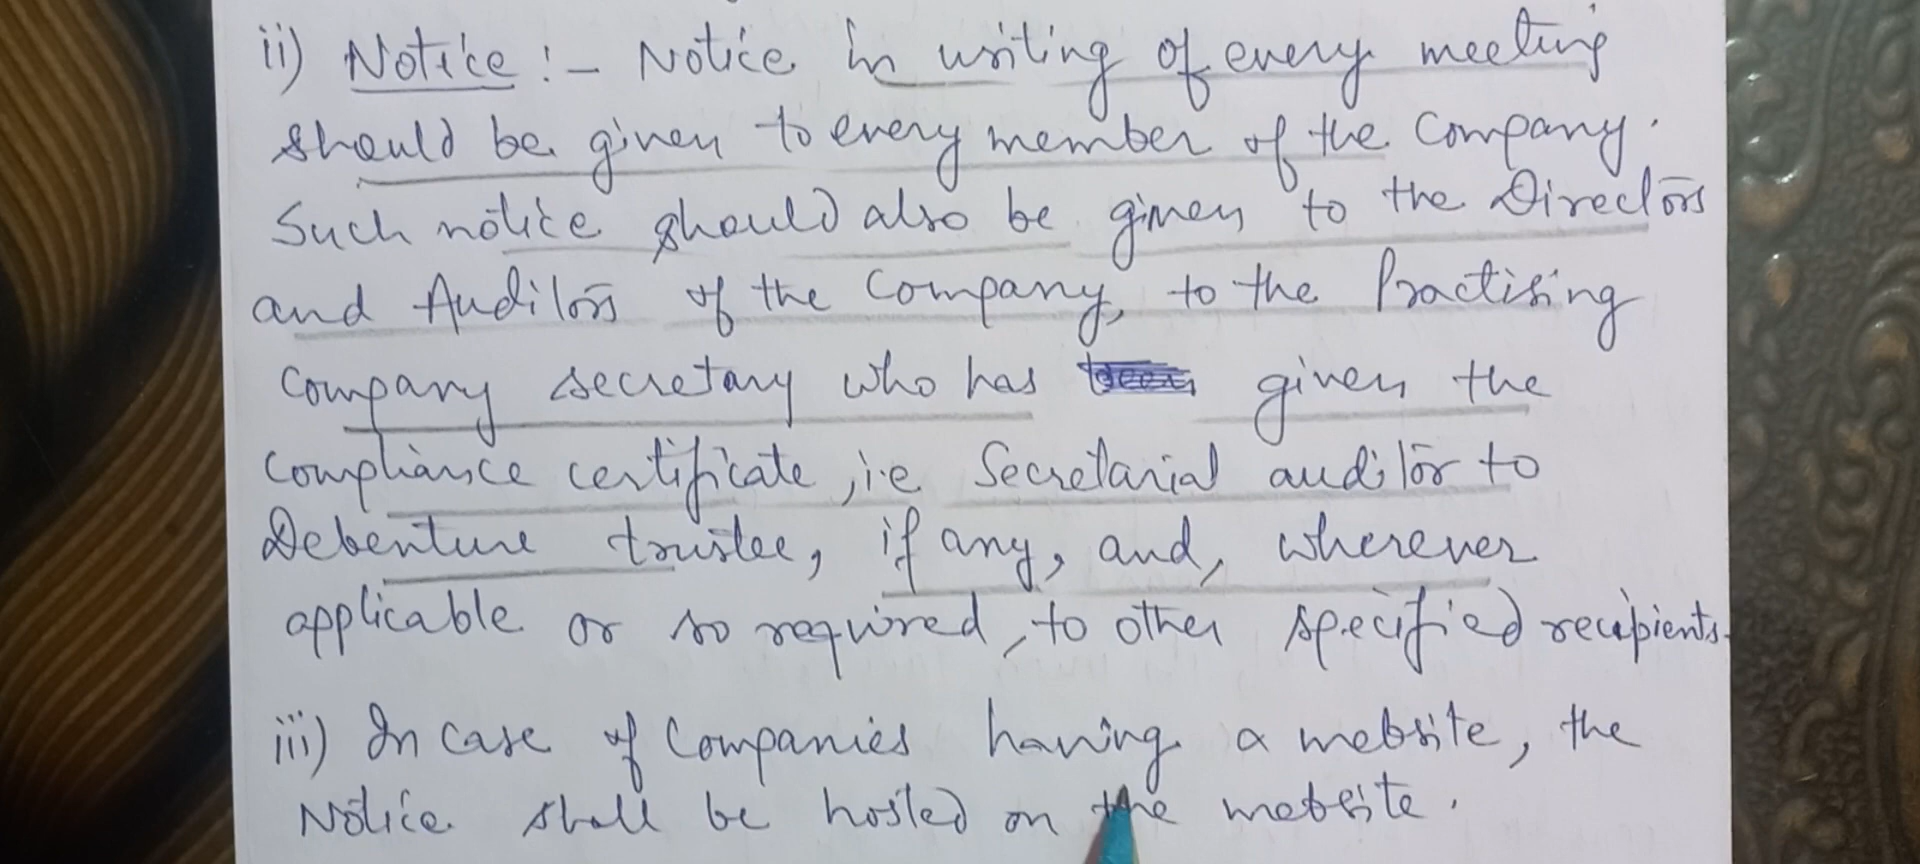 ii) Notice :- Notice in writing of every meeting
should be given to every member of the Company.
Such notice should also be given to the Directors
and Auditors of the Company, to the Practising
Company secretary who has given the
Compliance certificate, i.e Secretarial auditor to
Debenture trustee, if any, and, wherever
applicable or so required, to other specified recipients.
iii) In case of Companies having a website, the
Notice shall be hosted on the website.